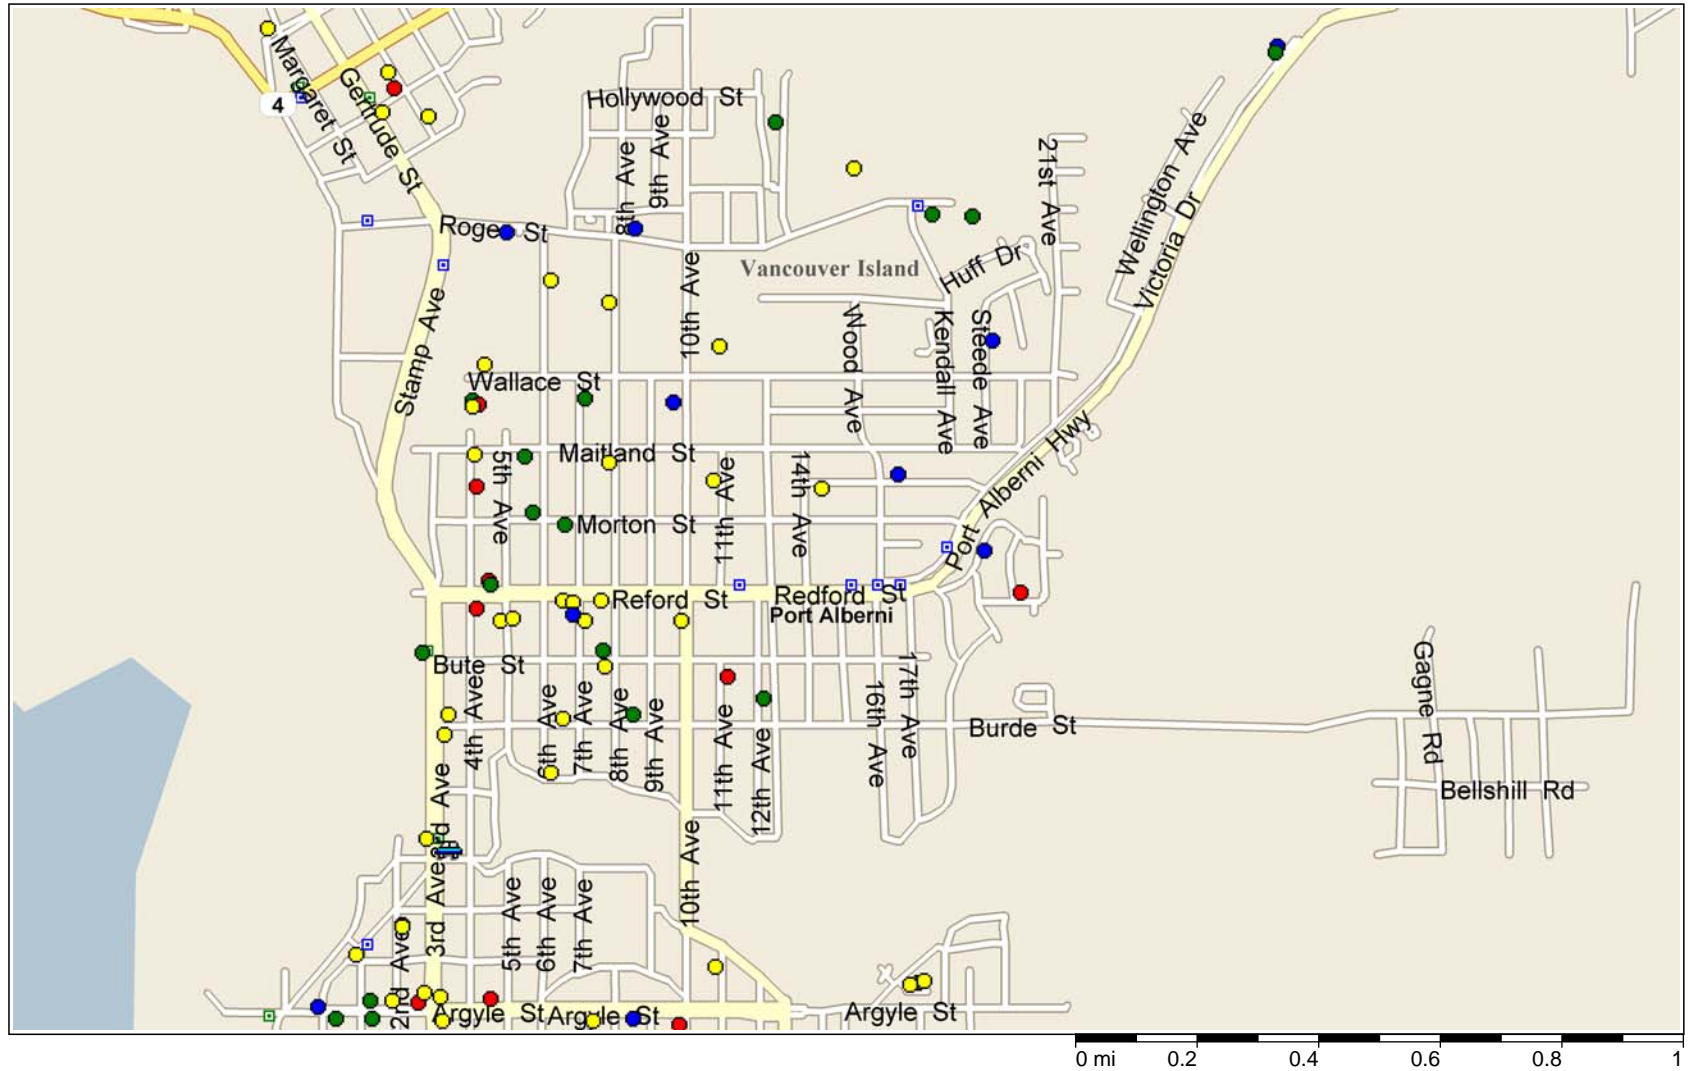 Margaret St
Gertrude St
4
Hollywood St
8th Ave
9th Ave
21st Ave
Wellington Ave
Victoria Dr
Roger St
Vancouver Island
Huff Dr
10th Ave
Stamp Ave
Wood Ave
Kendall Ave
Steede Ave
Wallace St
Maitland St
5th Ave
11th Ave
14th Ave
Port Alberni Hwy
Morton St
Reford St
Redford St
Port Alberni
Bute St
4th Ave
6th Ave
7th Ave
8th Ave
9th Ave
11th Ave
12th Ave
16th Ave
17th Ave
Burde St
Gagne Rd
Bellshill Rd
3rd Ave
3rd Ave
10th Ave
2nd Ave
5th Ave
6th Ave
7th Ave
Argyle St
Argyle St
Argyle St
0 mi 0.2 0.4 0.6 0.8 1